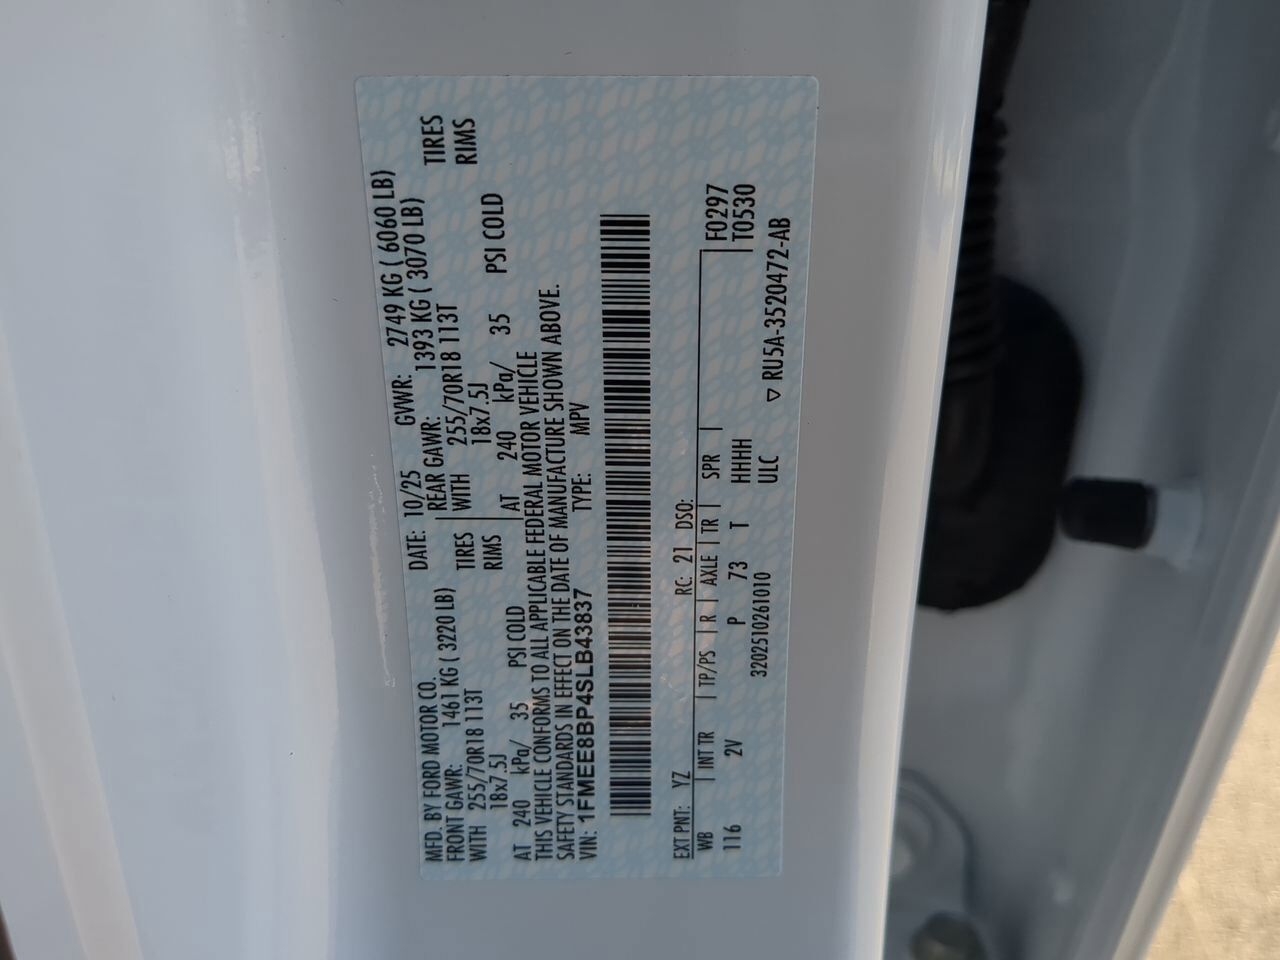 MFD. BY FORD MOTOR CO. DATE: 10/25 GVWR: 2749 KG ( 6060 LB)
FRONT GAWR: 1461 KG ( 3220 LB) REAR GAWR: 1393 KG ( 3070 LB)
WITH 255/70R18 113T TIRES WITH 255/70R18 113T TIRES
18x7.5J RIMS 18x7.5J RIMS
AT 240 kPa/ 35 PSI COLD AT 240 kPa/ 35 PSI COLD
THIS VEHICLE CONFORMS TO ALL APPLICABLE FEDERAL MOTOR VEHICLE
SAFETY STANDARDS IN EFFECT ON THE DATE OF MANUFACTURE SHOWN ABOVE.
VIN: 1FMEE8BP4SLB43837 TYPE: MPV
EXT PNT: YZ RC: 21 DSO:
WB INT TR TP/PS R AXLE TR SPR F0297
116 2V P 73 T HHHH T0530
ULC
3202510261010 ▽ RU5A-3520472-AB